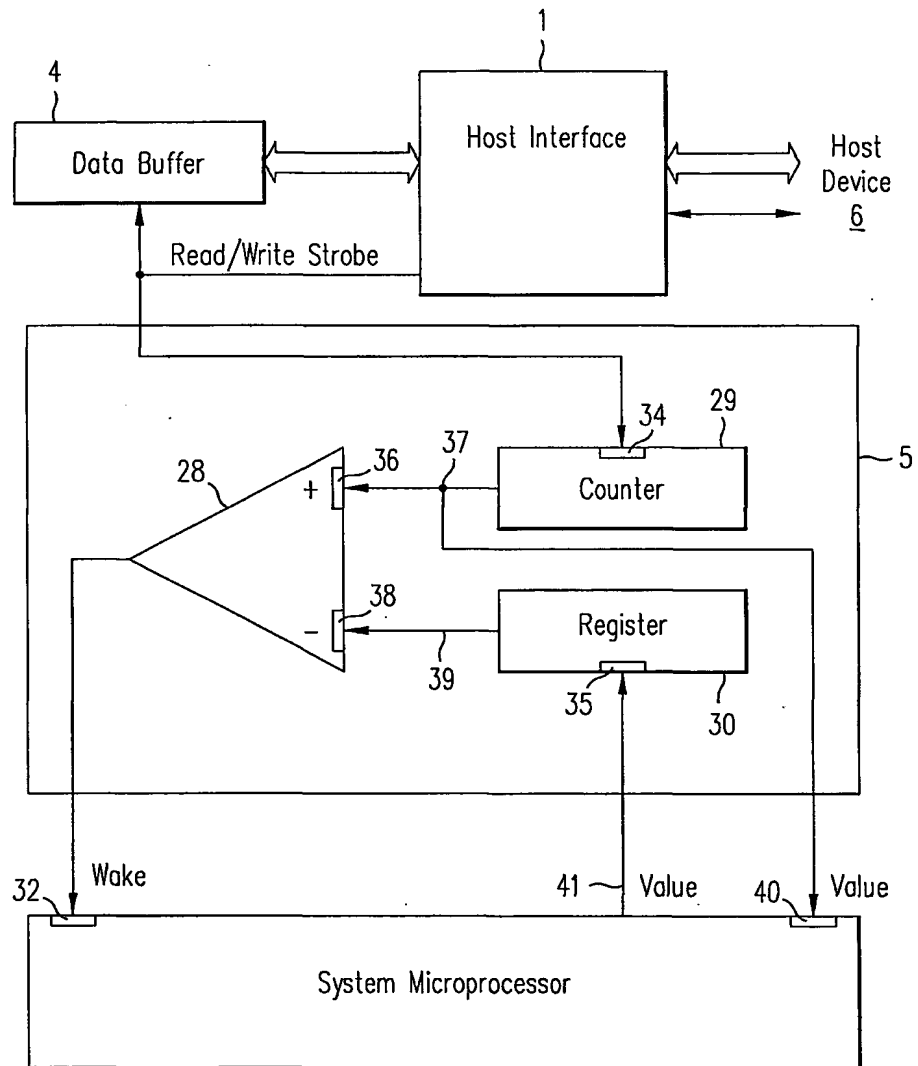 1
4
Data Buffer
Host Interface
Host
Device
6
Read/Write Strobe
5
28
+
36
37
34
29
Counter
-
38
39
Register
35
30
Wake
32
41
Value
40
Value
System Microprocessor